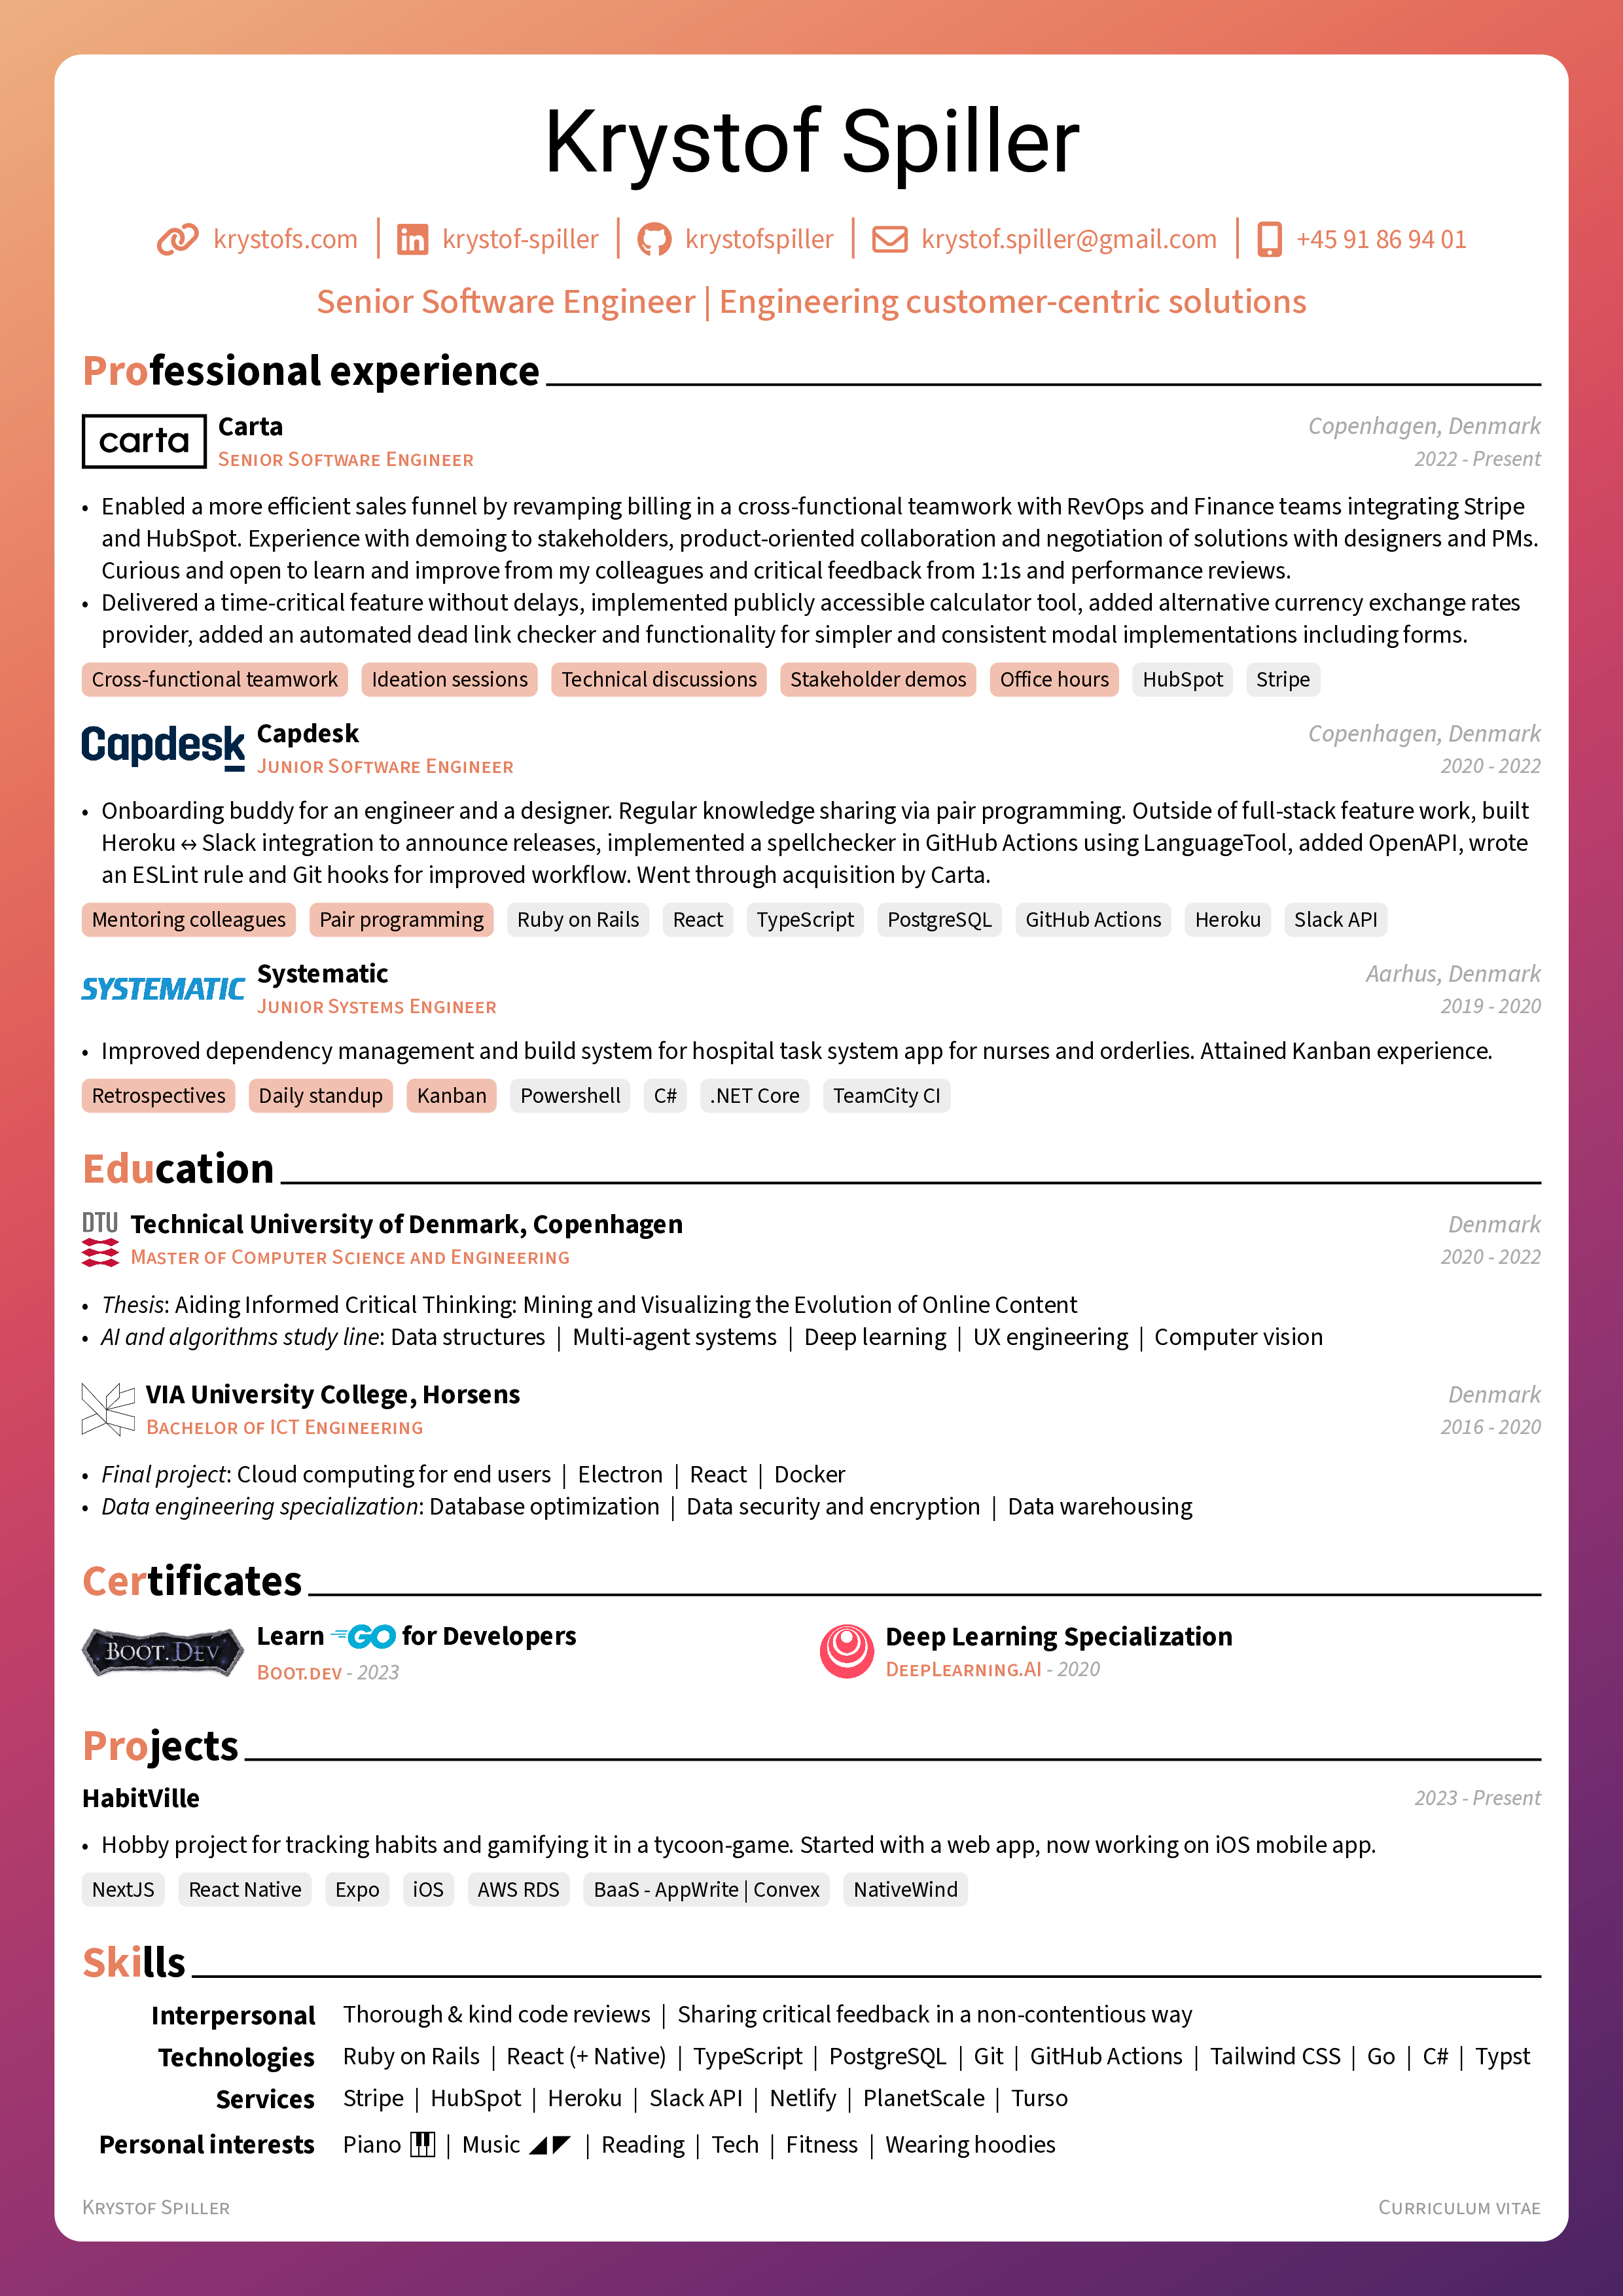 Krystof Spiller
krystofs.com | krystof-spiller | krystofspiller | krystof.spiller@gmail.com | +45 91 86 94 01
Senior Software Engineer | Engineering customer-centric solutions
Professional experience
carta
Carta
Copenhagen, Denmark
Senior Software Engineer
2022 - Present
• Enabled a more efficient sales funnel by revamping billing in a cross-functional teamwork with RevOps and Finance teams integrating Stripe
and HubSpot. Experience with demoing to stakeholders, product-oriented collaboration and negotiation of solutions with designers and PMs.
Curious and open to learn and improve from my colleagues and critical feedback from 1:1s and performance reviews.
• Delivered a time-critical feature without delays, implemented publicly accessible calculator tool, added alternative currency exchange rates
provider, added an automated dead link checker and functionality for simpler and consistent modal implementations including forms.
Cross-functional teamwork Ideation sessions Technical discussions Stakeholder demos Office hours HubSpot Stripe
Capdesk
Capdesk
Copenhagen, Denmark
Junior Software Engineer
2020 - 2022
• Onboarding buddy for an engineer and a designer. Regular knowledge sharing via pair programming. Outside of full-stack feature work, built
Heroku ↔ Slack integration to announce releases, implemented a spellchecker in GitHub Actions using LanguageTool, added OpenAPI, wrote
an ESLint rule and Git hooks for improved workflow. Went through acquisition by Carta.
Mentoring colleagues Pair programming Ruby on Rails React TypeScript PostgreSQL GitHub Actions Heroku Slack API
SYSTEMATIC
Systematic
Aarhus, Denmark
Junior Systems Engineer
2019 - 2020
• Improved dependency management and build system for hospital task system app for nurses and orderlies. Attained Kanban experience.
Retrospectives Daily standup Kanban Powershell C# .NET Core TeamCity CI
Education
DTU
Technical University of Denmark, Copenhagen
Denmark
Master of Computer Science and Engineering
2020 - 2022
• Thesis: Aiding Informed Critical Thinking: Mining and Visualizing the Evolution of Online Content
• AI and algorithms study line: Data structures | Multi-agent systems | Deep learning | UX engineering | Computer vision
VIA University College, Horsens
Denmark
Bachelor of ICT Engineering
2016 - 2020
• Final project: Cloud computing for end users | Electron | React | Docker
• Data engineering specialization: Database optimization | Data security and encryption | Data warehousing
Certificates
BOOT.DEV
Learn GO for Developers
Boot.dev - 2023
Deep Learning Specialization
DeepLearning.AI - 2020
Projects
HabitVille
2023 - Present
• Hobby project for tracking habits and gamifying it in a tycoon-game. Started with a web app, now working on iOS mobile app.
NextJS React Native Expo iOS AWS RDS BaaS - AppWrite | Convex NativeWind
Skills
Interpersonal Thorough & kind code reviews | Sharing critical feedback in a non-contentious way
Technologies Ruby on Rails | React (+ Native) | TypeScript | PostgreSQL | Git | GitHub Actions | Tailwind CSS | Go | C# | Typst
Services Stripe | HubSpot | Heroku | Slack API | Netlify | PlanetScale | Turso
Personal interests Piano | Music | Reading | Tech | Fitness | Wearing hoodies
Krystof Spiller
Curriculum vitae